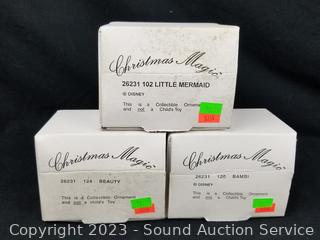 Christmas Magic
26231 102 LITTLE MERMAID
© DISNEY
This is a Collectible Ornament
and not a Child's Toy
Christmas Magic
26231 124 BEAUTY
This is a Collectible Ornament
and not a child's Toy
Christmas Magic
26231 120 BAMBI
© DISNEY
This is a Collectible Ornament
and not a Child's Toy
Copyright 2023 - Sound Auction Service